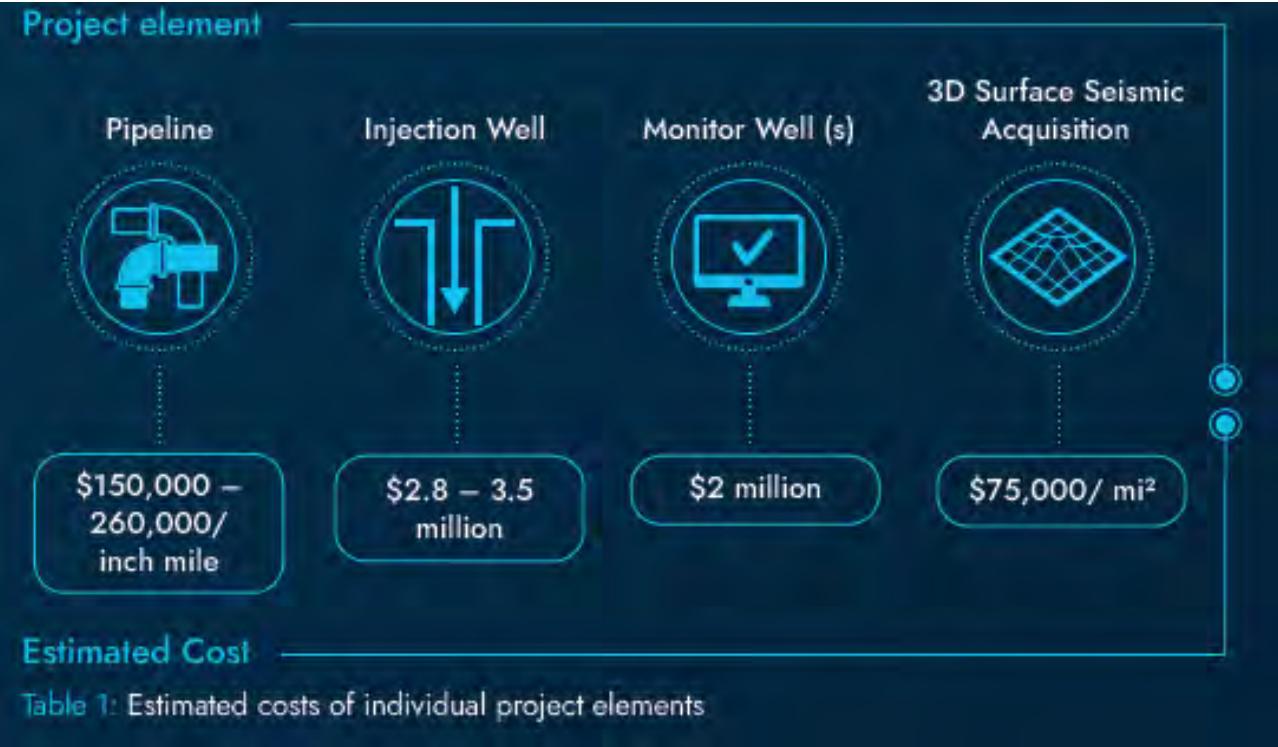 Project element
Pipeline
Injection Well
Monitor Well (s)
3D Surface Seismic
Acquisition
$150,000 –
260,000/
inch mile
$2.8 – 3.5
million
$2 million
$75,000/ mi²
Estimated Cost
Table 1: Estimated costs of individual project elements